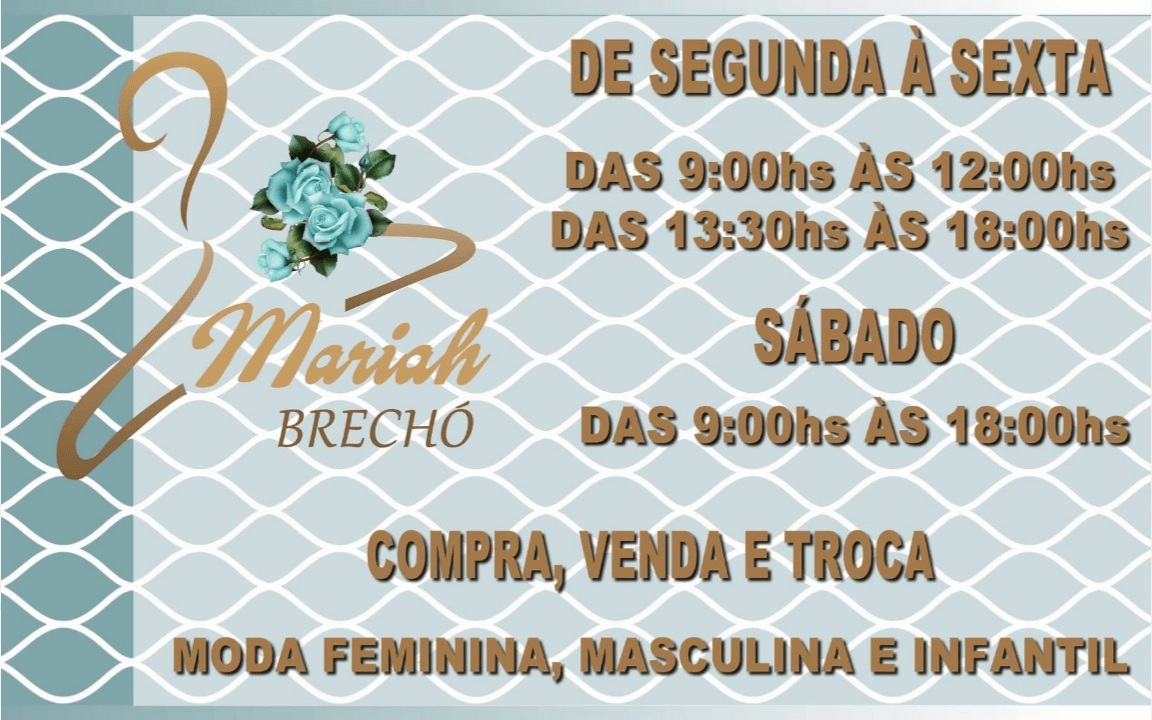 Mariah
BRECHÓ
DE SEGUNDA À SEXTA
DAS 9:00hs ÀS 12:00hs
DAS 13:30hs ÀS 18:00hs
SÁBADO
DAS 9:00hs ÀS 18:00hs
COMPRA, VENDA E TROCA
MODA FEMININA, MASCULINA E INFANTIL